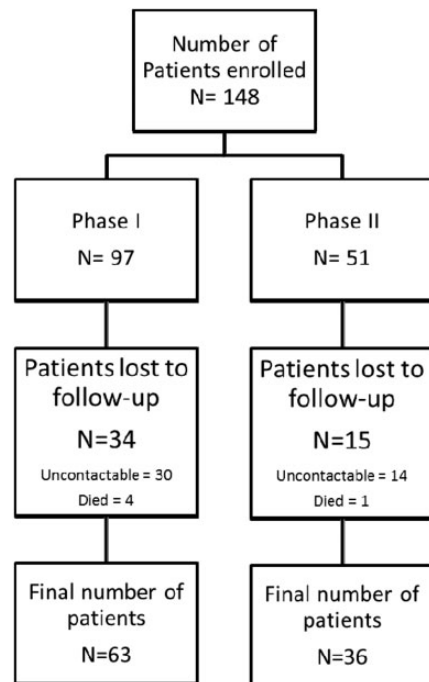 Number of
Patients enrolled
N= 148
Phase I
N= 97
Phase II
N= 51
Patients lost to
follow-up
N=34
Uncontactable = 30
Died = 4
Patients lost to
follow-up
N=15
Uncontactable = 14
Died = 1
Final number of
patients
N=63
Final number of
patients
N=36